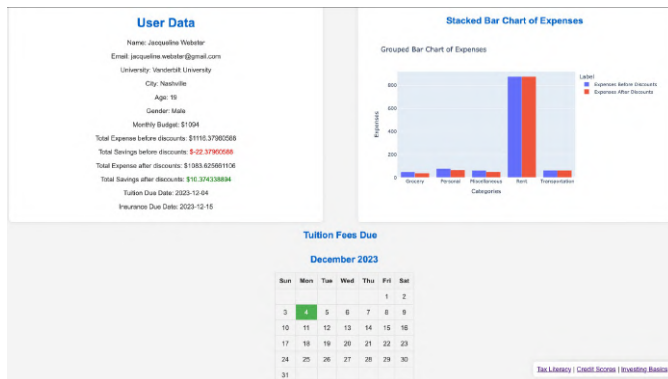 User Data
Name: Jacqueline Webster
Email: jacqueline.webster@gmail.com
University: Vanderbilt University
City: Nashville
Age: 19
Gender: Male
Monthly Budget: $1094
Total Expense before discounts: $1116.37960588
Total Savings before discounts: $-22.37960588
Total Expense after discounts: $1083.625661106
Total Savings after discounts: $10.374338894
Tuition Due Date: 2023-12-04
Insurance Due Date: 2023-12-15
Stacked Bar Chart of Expenses
Grouped Bar Chart of Expenses
Label
Expenses Before Discounts
Expenses After Discounts
800
600
400
200
0
Expenses
Grocery Personal Miscellaneous Rent Transportation
Categories
Tuition Fees Due
December 2023
Sun Mon Tue Wed Thu Fri Sat
1 2
3 4 5 6 7 8 9
10 11 12 13 14 15 16
17 18 19 20 21 22 23
24 25 26 27 28 29 30
31
Tax Literacy | Credit Scores | Investing Basics